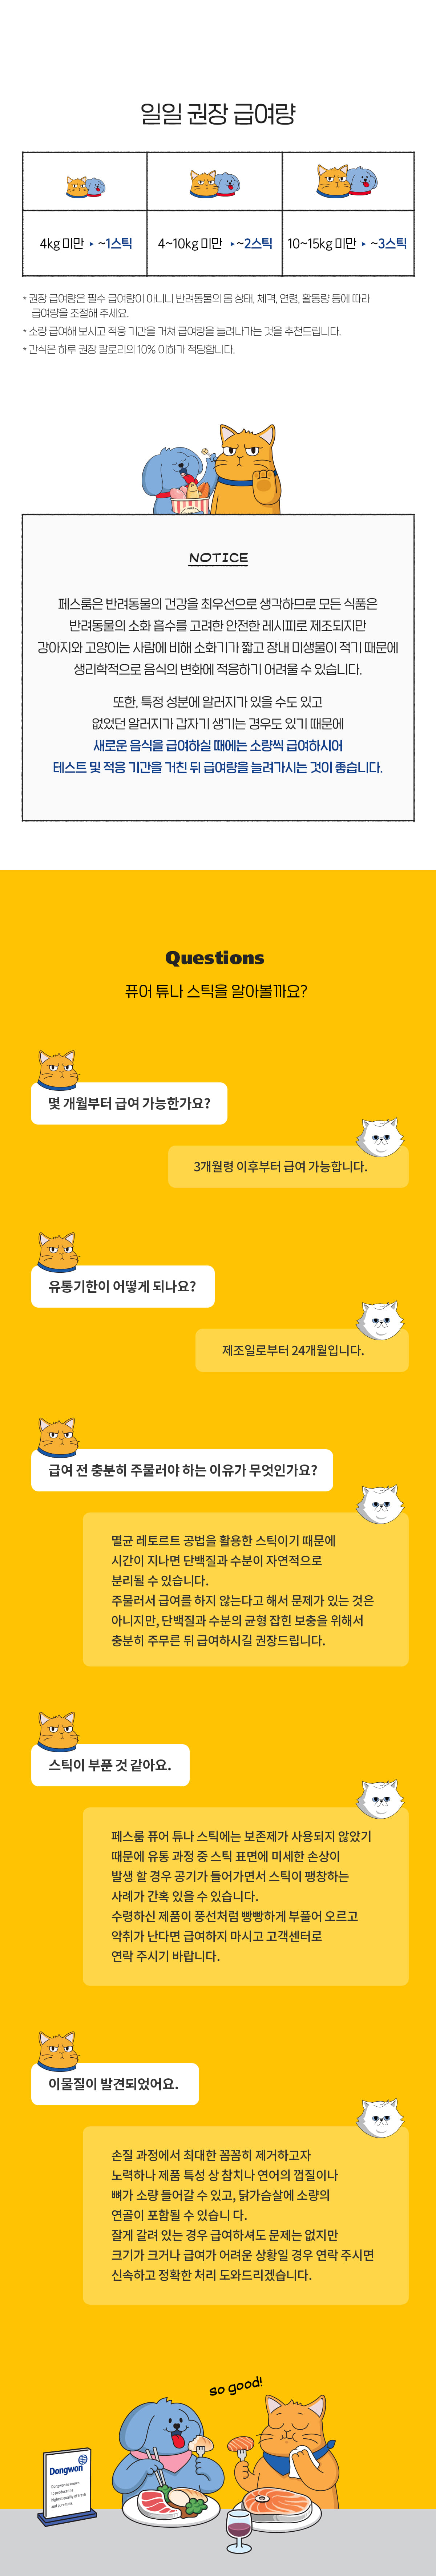 일일 권장 급여량
4kg 미만 ▸ ~1스틱
4~10kg 미만 ▸~2스틱
10~15kg 미만 ▸ ~3스틱
* 권장 급여량은 필수 급여량이 아니니 반려동물의 몸 상태, 체격, 연령, 활동량 등에 따라
급여량을 조절해 주세요.
* 소량 급여해 보시고 적응 기간을 거쳐 급여량을 늘려나가는 것을 추천드립니다.
* 간식은 하루 권장 칼로리의 10% 이하가 적당합니다.
NOTICE
페스룸은 반려동물의 건강을 최우선으로 생각하므로 모든 식품은
반려동물의 소화 흡수를 고려한 안전한 레시피로 제조되지만
강아지와 고양이는 사람에 비해 소화기가 짧고 장내 미생물이 적기 때문에
생리학적으로 음식의 변화에 적응하기 어려울 수 있습니다.
또한, 특정 성분에 알러지가 있을 수도 있고
없었던 알러지가 갑자기 생기는 경우도 있기 때문에
새로운 음식을 급여하실 때에는 소량씩 급여하시어
테스트 및 적응 기간을 거친 뒤 급여량을 늘려가시는 것이 좋습니다.
Questions
퓨어 튜나 스틱을 알아볼까요?
몇 개월부터 급여 가능한가요?
3개월령 이후부터 급여 가능합니다.
유통기한이 어떻게 되나요?
제조일로부터 24개월입니다.
급여 전 충분히 주물러야 하는 이유가 무엇인가요?
멸균 레토르트 공법을 활용한 스틱이기 때문에
시간이 지나면 단백질과 수분이 자연적으로
분리될 수 있습니다.
주물러서 급여를 하지 않는다고 해서 문제가 있는 것은
아니지만, 단백질과 수분의 균형 잡힌 보충을 위해서
충분히 주무른 뒤 급여하시길 권장드립니다.
스틱이 부푼 것 같아요.
페스룸 퓨어 튜나 스틱에는 보존제가 사용되지 않았기
때문에 유통 과정 중 스틱 표면에 미세한 손상이
발생 할 경우 공기가 들어가면서 스틱이 팽창하는
사례가 간혹 있을 수 있습니다.
수령하신 제품이 풍선처럼 빵빵하게 부풀어 오르고
악취가 난다면 급여하지 마시고 고객센터로
연락 주시기 바랍니다.
이물질이 발견되었어요.
손질 과정에서 최대한 꼼꼼히 제거하고자
노력하나 제품 특성 상 참치나 연어의 껍질이나
뼈가 소량 들어갈 수 있고, 닭가슴살에 소량의
연골이 포함될 수 있습니 다.
잘게 갈려 있는 경우 급여하셔도 문제는 없지만
크기가 크거나 급여가 어려운 상황일 경우 연락 주시면
신속하고 정확한 처리 도와드리겠습니다.
so good!
Dongwon
Dongwon is known
to produce the
highest quality of fresh
and pure tuna.